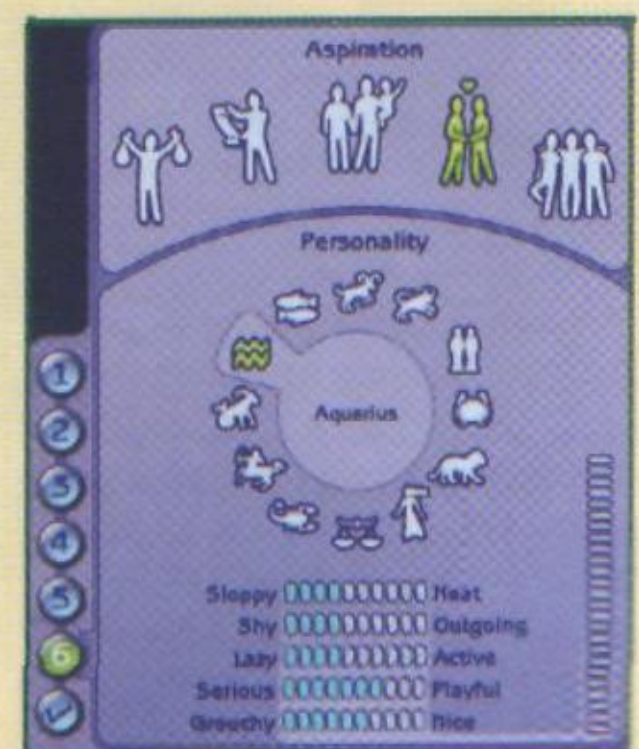 Aspiration
Personality
Aquarius
1
2
3
4
5
6
Sloppy Neat
Shy Outgoing
Lazy Active
Serious Playful
Grouchy Nice